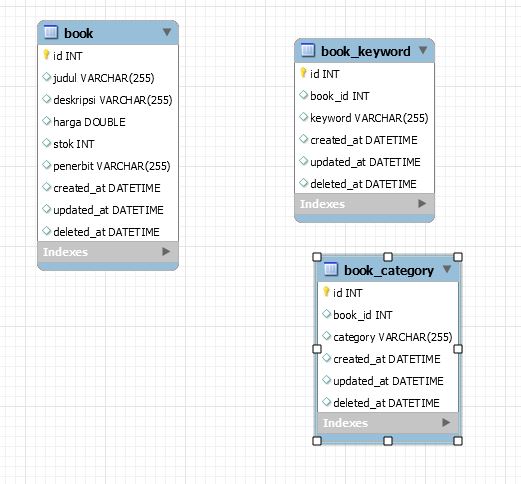 book
id INT
judul VARCHAR(255)
deskripsi VARCHAR(255)
harga DOUBLE
stok INT
penerbit VARCHAR(255)
created_at DATETIME
updated_at DATETIME
deleted_at DATETIME
Indexes
book_keyword
id INT
book_id INT
keyword VARCHAR(255)
created_at DATETIME
updated_at DATETIME
deleted_at DATETIME
Indexes
book_category
id INT
book_id INT
category VARCHAR(255)
created_at DATETIME
updated_at DATETIME
deleted_at DATETIME
Indexes